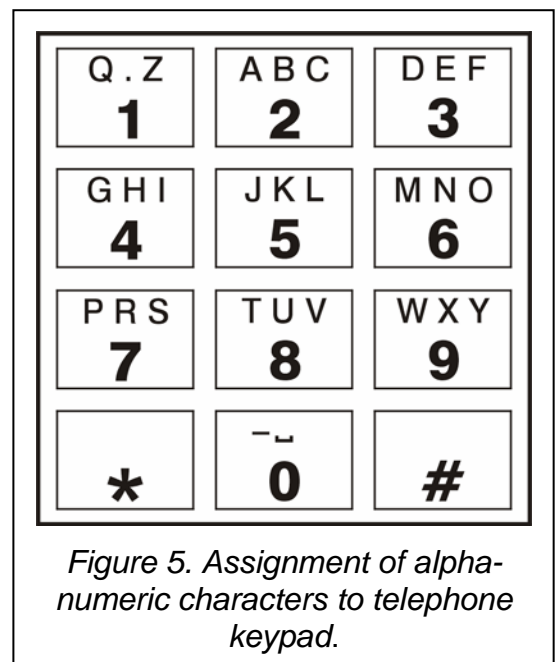 Q . Z A B C D E F
1 2 3
G H I J K L M N O
4 5 6
P R S T U V W X Y
7 8 9
–␣
* 0 #
Figure 5. Assignment of alpha-
numeric characters to telephone
keypad.